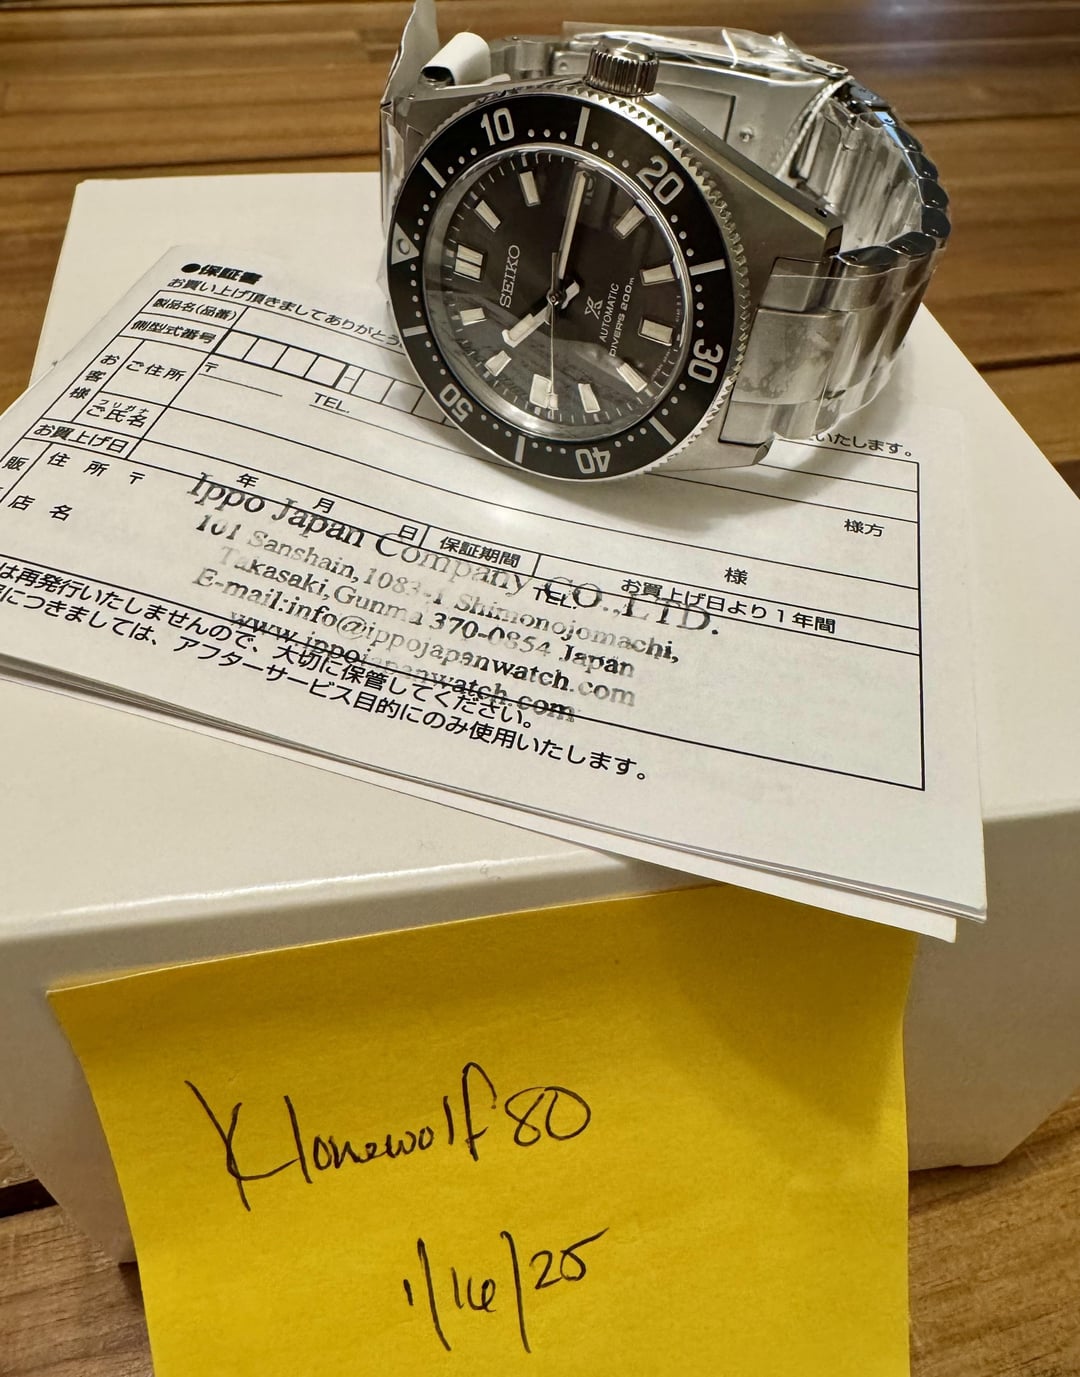 10
20
30
40
50
SEIKO
AUTOMATIC
DIVER'S 200m
●保証書
お買い上げ頂きましてありがとう
製品名(品番)
側型式番号
お客様
ご住所
〒
TEL.
フリガナ
ご氏名
様方
様
お買上げ日
年 月 日
保証期間
お買上げ日より1年間
販
店
住所 〒
名
TEL.
いたします。
Ippo Japan Company CO.,LTD.
101 Sanshain,1083-1 Shimonojomachi,
Takasaki,Gunma 370-0854 Japan
E-mail:info@ippojapanwatch.com
www.ippojapanwatch.com
は再発行いたしませんので、大切に保管してください。
につきましては、アフターサービス目的にのみ使用いたします。
Ylonewolf80
1/16/25